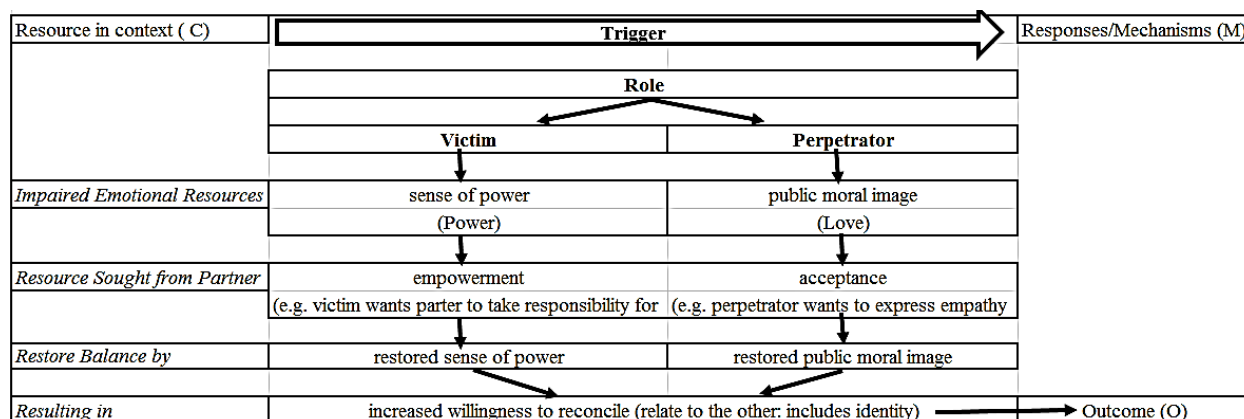 Resource in context ( C)
Trigger
Responses/Mechanisms (M)
Role
Victim
Perpetrator
Impaired Emotional Resources
sense of power
public moral image
(Power)
(Love)
Resource Sought from Partner
empowerment
acceptance
(e.g. victim wants parter to take responsibility for
(e.g. perpetrator wants to express empathy
Restore Balance by
restored sense of power
restored public moral image
Resulting in
increased willingness to reconcile (relate to the other: includes identity)
Outcome (O)